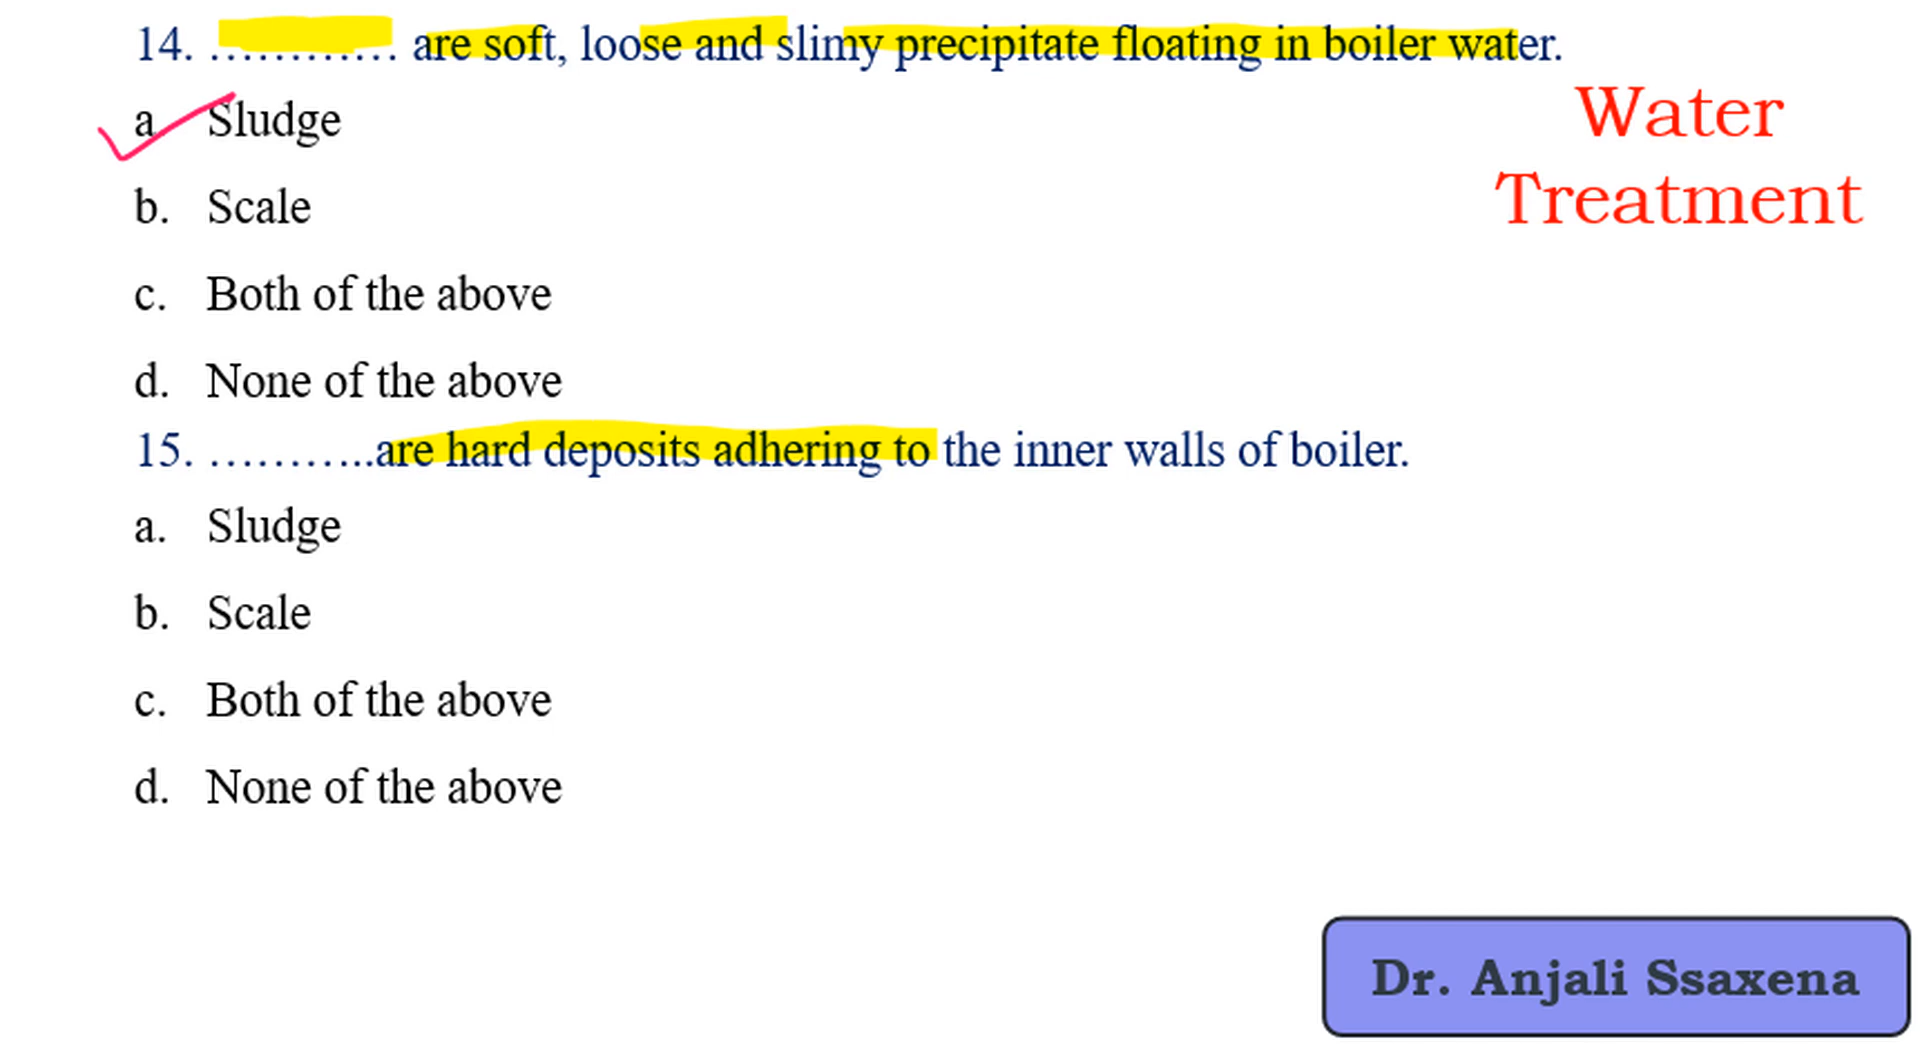 14. ………… are soft, loose and slimy precipitate floating in boiler water.
a Sludge
b. Scale
c. Both of the above
d. None of the above
Water
Treatment
15. ………..are hard deposits adhering to the inner walls of boiler.
a. Sludge
b. Scale
c. Both of the above
d. None of the above
Dr. Anjali Ssaxena